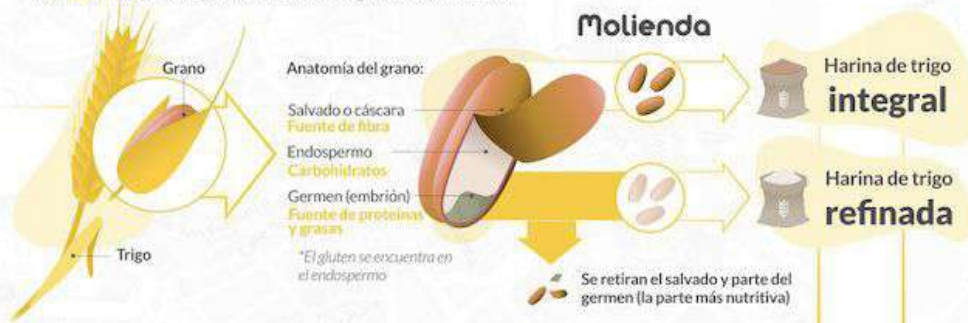 Molienda
Grano
Anatomía del grano:
Salvado o cáscara
Fuente de fibra
Endospermo
Carbohidratos
Germen (embrión)
Fuente de proteínas
y grasas
*El gluten se encuentra en
el endospermo
Trigo
Harina de trigo
integral
Harina de trigo
refinada
Se retiran el salvado y parte del
germen (la parte más nutritiva)